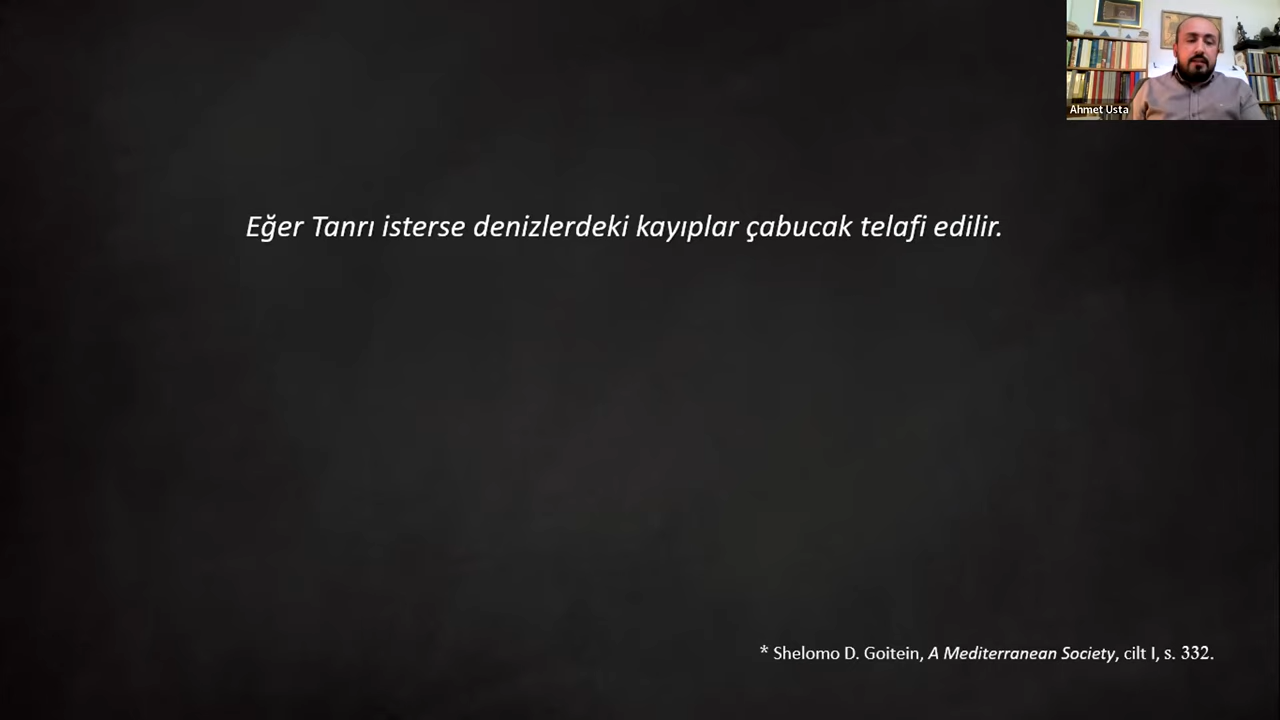 Ahmet Usta
Eğer Tanrı isterse denizlerdeki kayıplar çabucak telafi edilir.
* Shelomo D. Goitein, A Mediterranean Society, cilt I, s. 332.